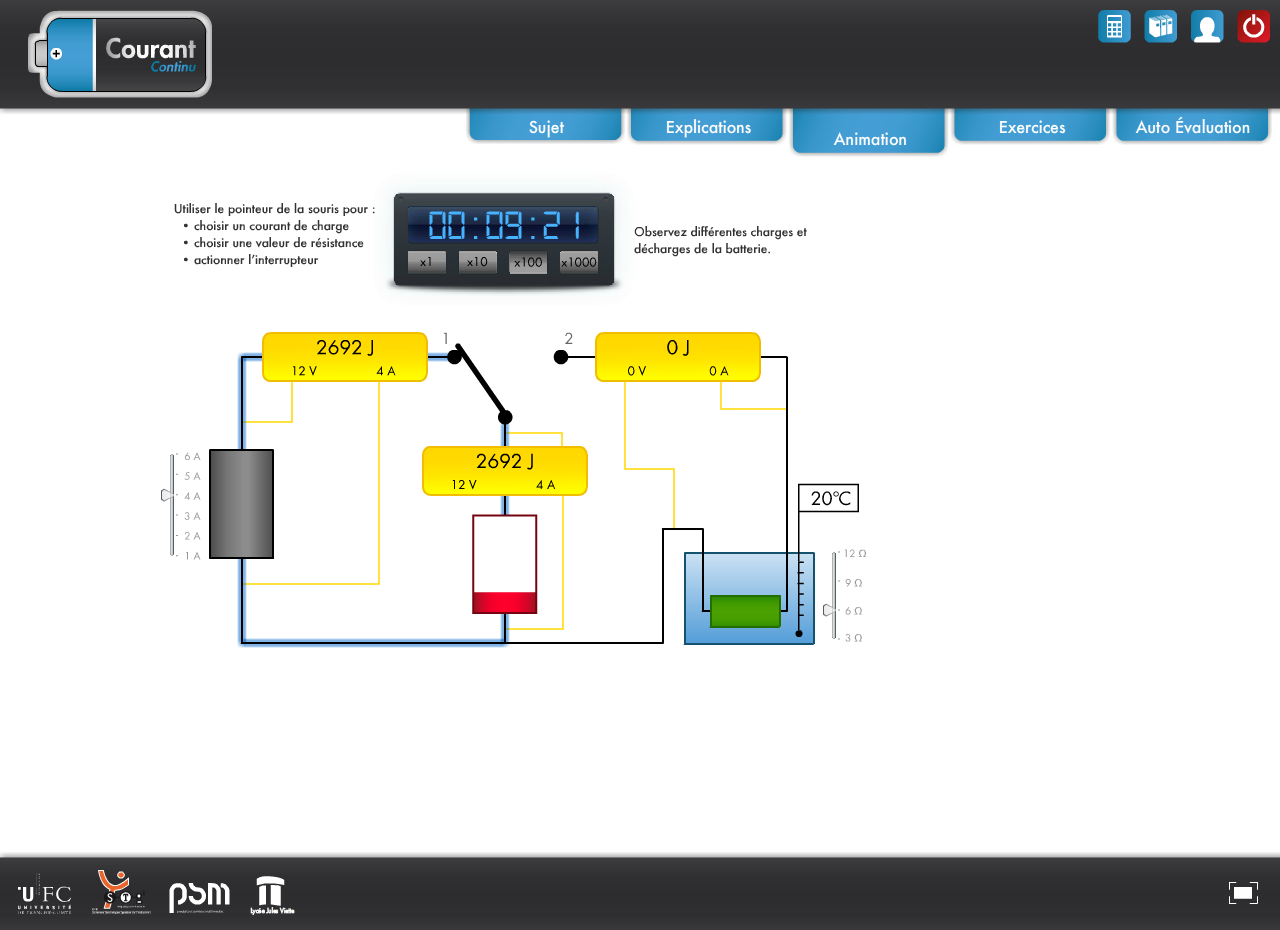 Courant
Continu
Sujet
Explications
Animation
Exercices
Auto Évaluation
Utiliser le pointeur de la souris pour :
• choisir un courant de charge
• choisir une valeur de résistance
• actionner l'interrupteur
00:09:21
x1
x10
x100
x1000
Observez différentes charges et
décharges de la batterie.
2692 J
12 V
4 A
1
2
0 J
0 V
0 A
2692 J
12 V
4 A
6 A
5 A
4 A
3 A
2 A
1 A
20°C
12 Ω
9 Ω
6 Ω
3 Ω
UFC
UNIVERSITÉ
DE FRANCHE-COMTÉ
STI
psm
Lycée Jules Viette